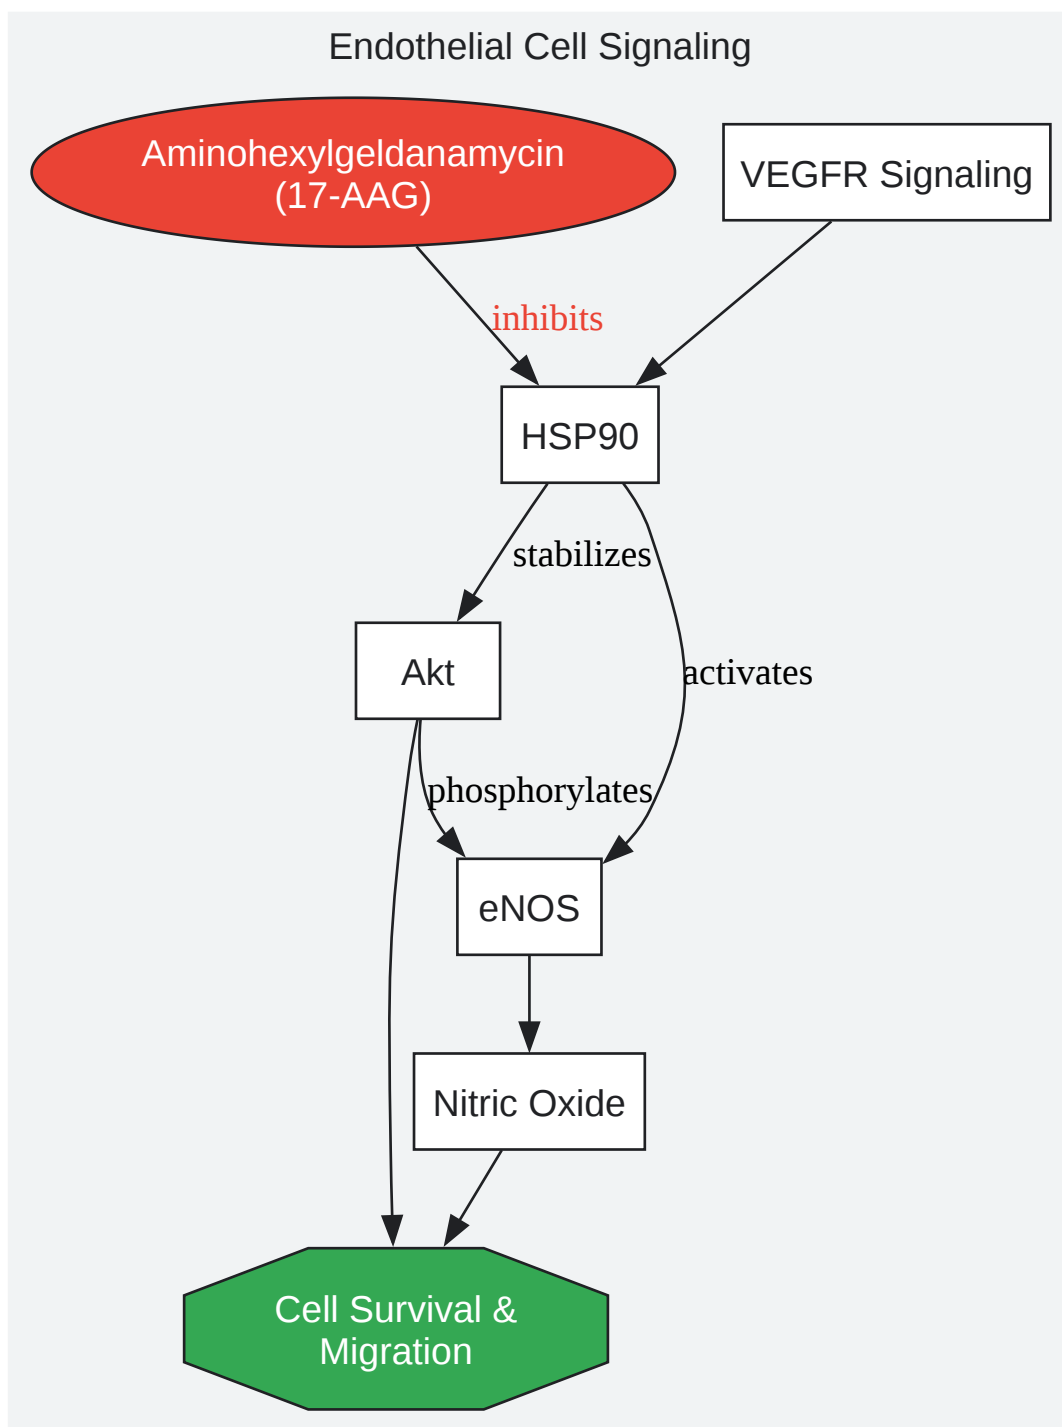 Endothelial Cell Signaling
Aminohexylgeldanamycin
(17-AAG)
VEGFR Signaling
inhibits
HSP90
stabilizes
Akt
activates
phosphorylates
eNOS
Nitric Oxide
Cell Survival &
Migration